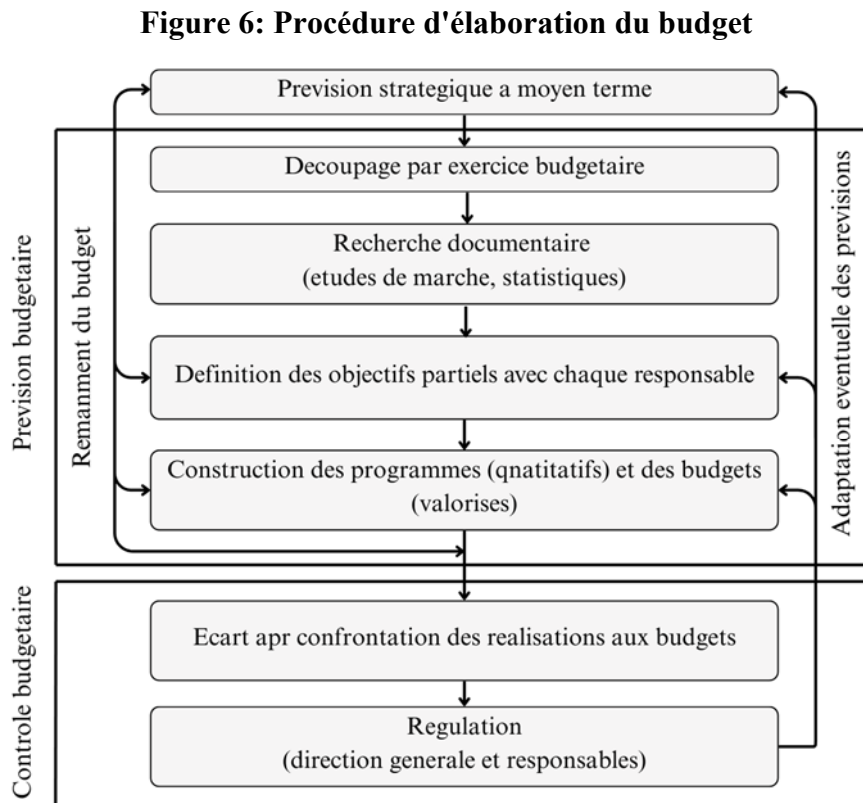 Figure 6: Procédure d'élaboration du budget
Prevision strategique a moyen terme
Decoupage par exercice budgetaire
Recherche documentaire
(etudes de marche, statistiques)
Definition des objectifs partiels avec chaque responsable
Construction des programmes (qnatitatifs) et des budgets
(valorises)
Prevision budgetaire
Remanment du budget
Adaptation eventuelle des previsions
Ecart apr confrontation des realisations aux budgets
Regulation
(direction generale et responsables)
Controle budgetaire